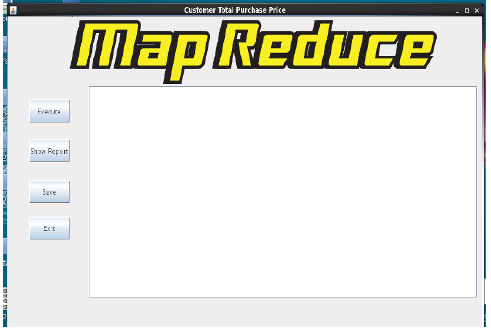 Customer Total Purchase Price
Map Reduce
Execute
Show Report
Save
Exit